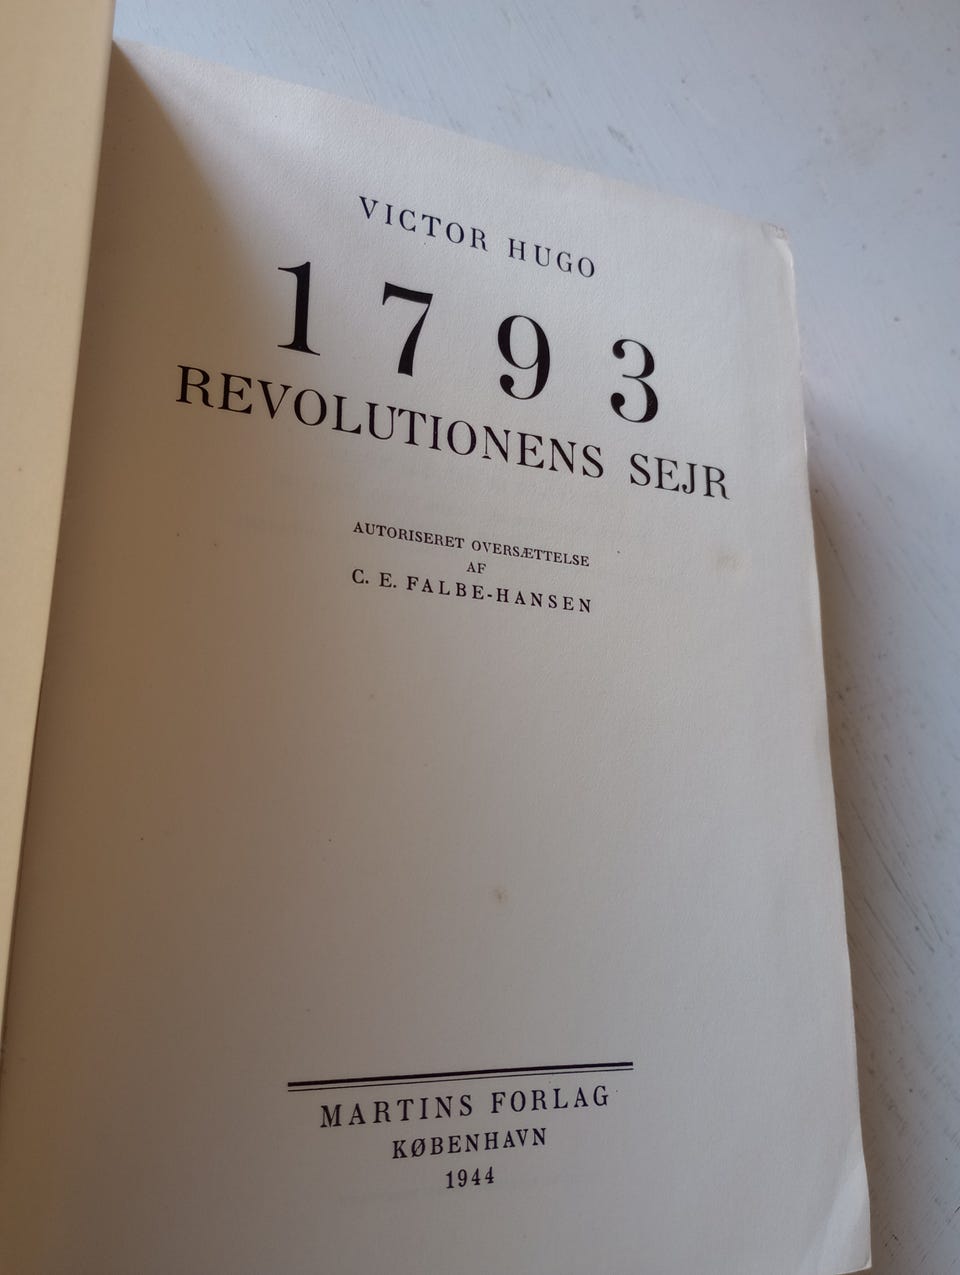 VICTOR HUGO
1793
REVOLUTIONENS SEJR
AUTORISERET OVERSÆTTELSE
AF
C. E. FALBE-HANSEN
MARTINS FORLAG
KØBENHAVN
1944